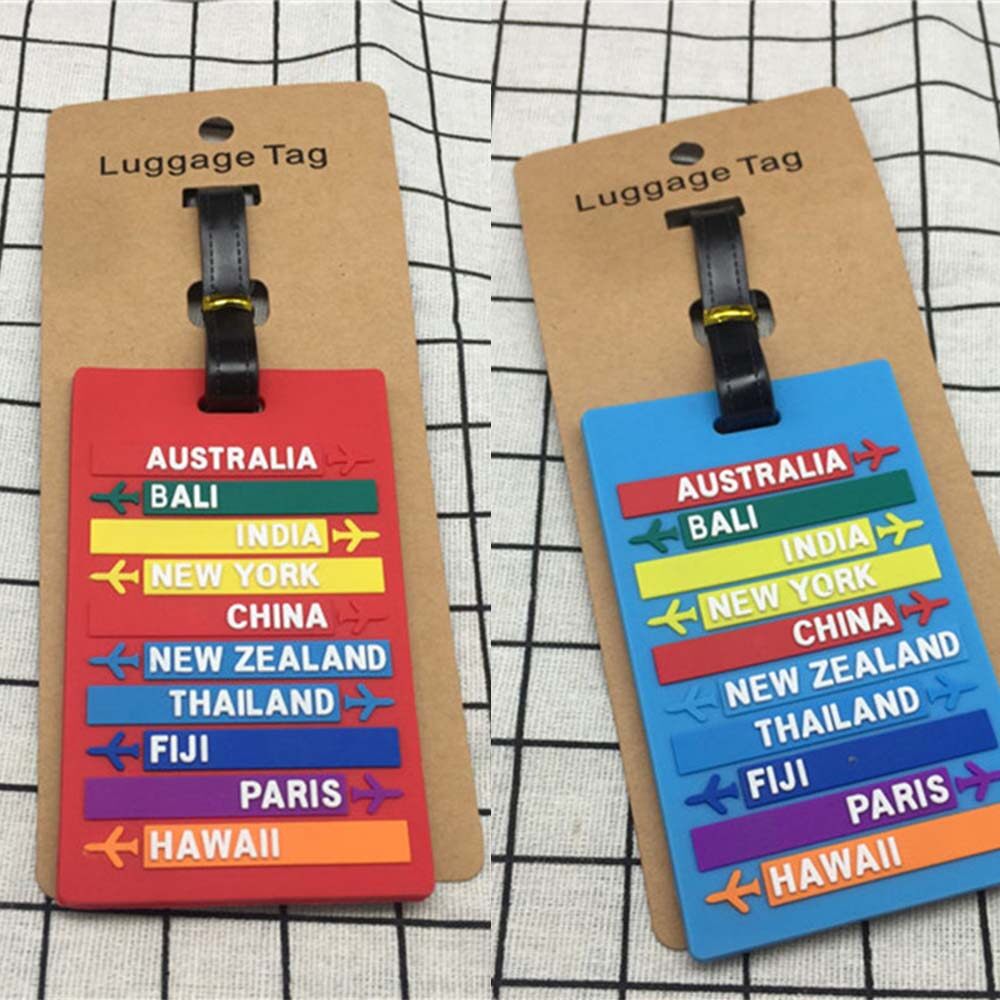 Luggage Tag
AUSTRALIA
BALI
INDIA
NEW YORK
CHINA
NEW ZEALAND
THAILAND
FIJI
PARIS
HAWAII
Luggage Tag
AUSTRALIA
BALI
INDIA
NEW YORK
CHINA
NEW ZEALAND
THAILAND
FIJI
PARIS
HAWAII